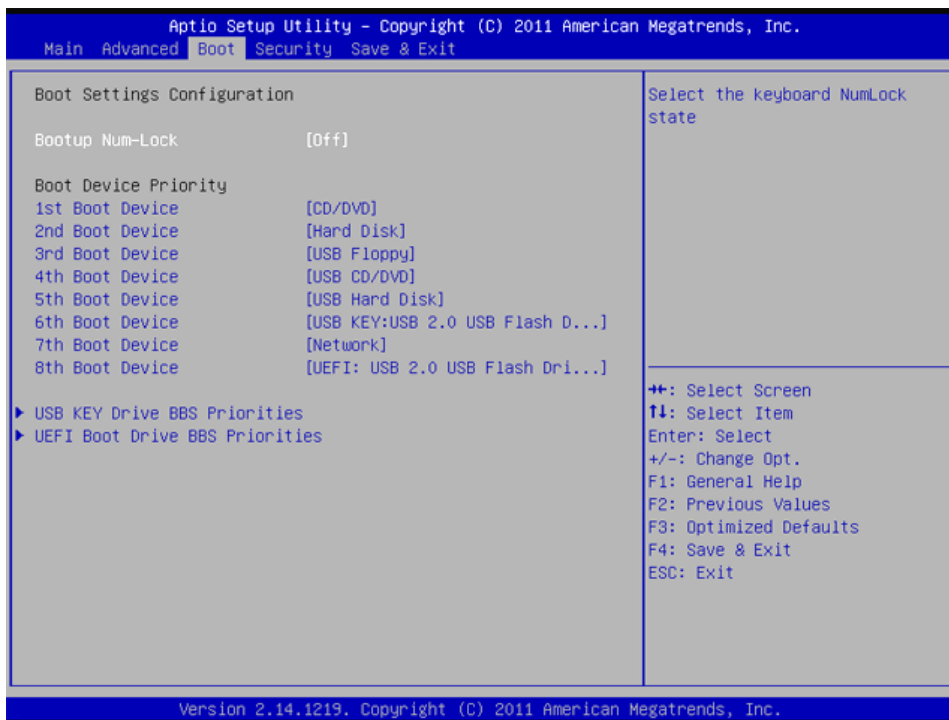 Aptio Setup Utility – Copyright (C) 2011 American Megatrends, Inc.
Main Advanced Boot Security Save & Exit
Boot Settings Configuration
Bootup Num-Lock [Off]
Boot Device Priority
1st Boot Device [CD/DVD]
2nd Boot Device [Hard Disk]
3rd Boot Device [USB Floppy]
4th Boot Device [USB CD/DVD]
5th Boot Device [USB Hard Disk]
6th Boot Device [USB KEY:USB 2.0 USB Flash D...]
7th Boot Device [Network]
8th Boot Device [UEFI: USB 2.0 USB Flash Dri...]
USB KEY Drive BBS Priorities
UEFI Boot Drive BBS Priorities
Select the keyboard NumLock
state
→←: Select Screen
↑↓: Select Item
Enter: Select
+/-: Change Opt.
F1: General Help
F2: Previous Values
F3: Optimized Defaults
F4: Save & Exit
ESC: Exit
Version 2.14.1219. Copyright (C) 2011 American Megatrends, Inc.